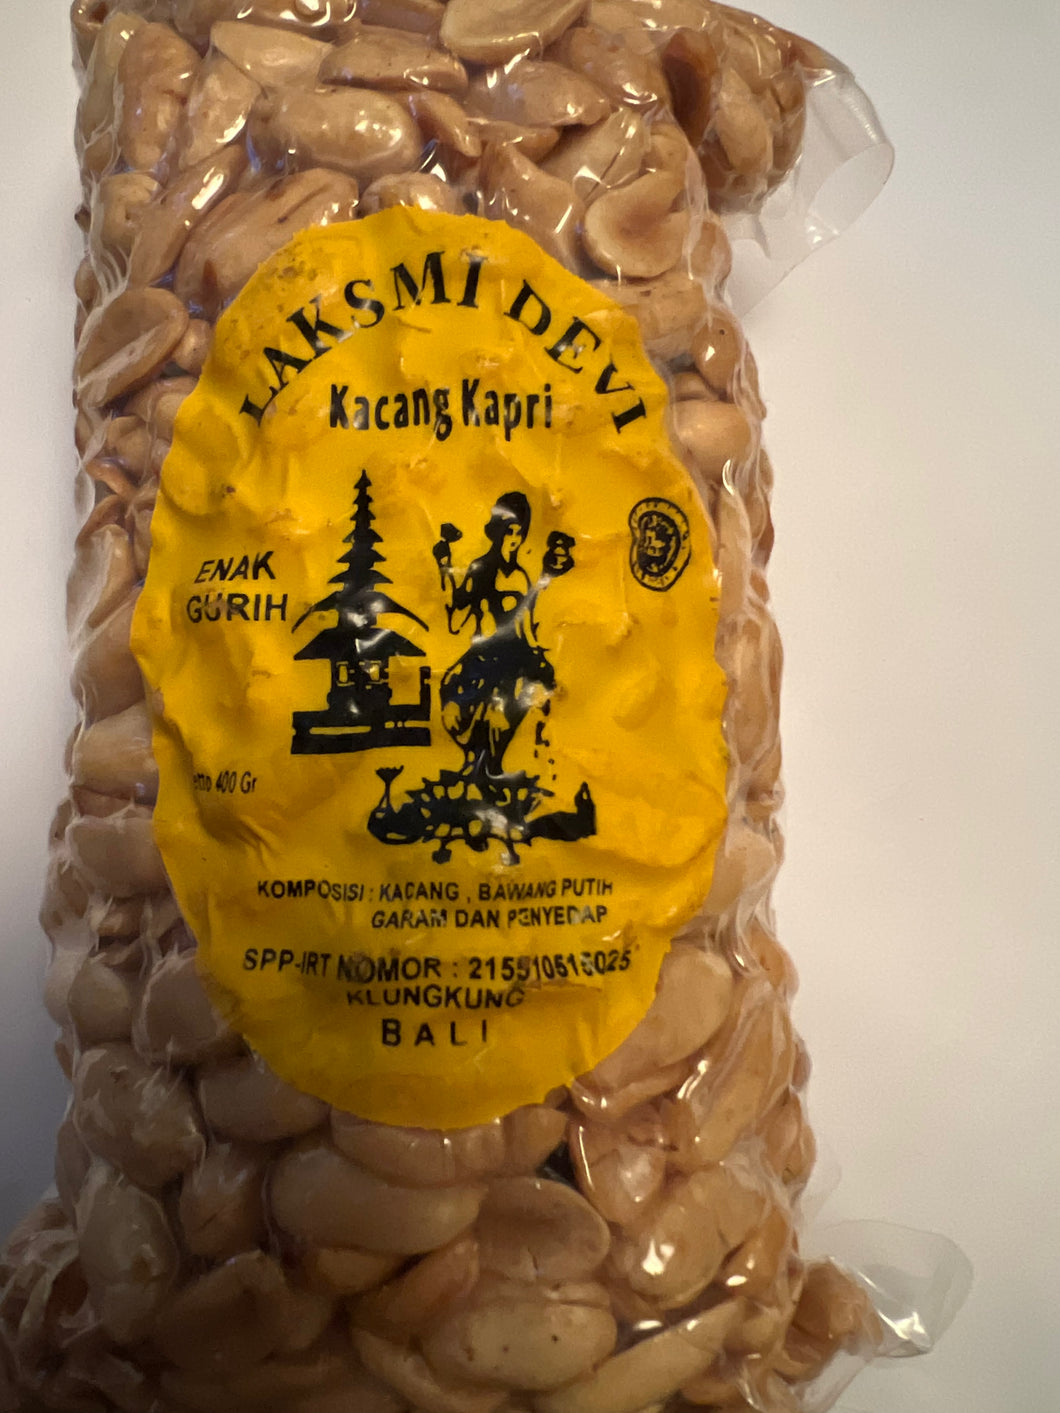 LAKSMI DEVI
Kacang Kapri
ENAK
GURIH
400 Gr
KOMPOSISI : KACANG , BAWANG PUTIH
GARAM DAN PENYEDAP
SPP-IRT NOMOR :
KLUNGKUNG
BALI